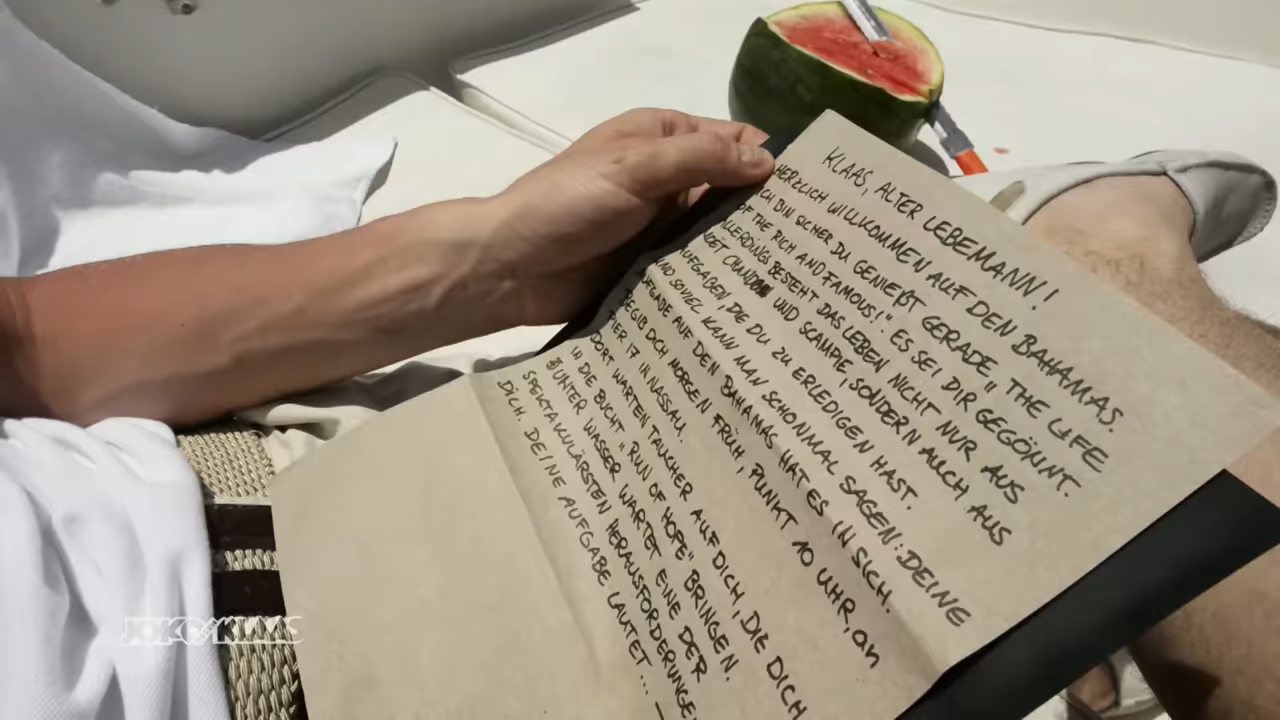 KLAAS, ALTER LEBEMANN!
HERZLICH WILLKOMMEN AUF DEN BAHAMAS.
ICH BIN SICHER DU GENIEßT GERADE „THE LIFE
OF THE RICH AND FAMOUS!" ES SEI DIR GEGÖNNT.
ALLERDINGS BESTEHT DAS LEBEN NICHT NUR AUS
UND SCAMPI, SONDERN AUCH AUS
AUFGABEN, DIE DU ZU ERLEDIGEN HAST.
UND SOVIEL KANN MAN SCHONMAL SAGEN: DEINE
AUFGABE AUF DEN BAHAMAS HAT ES IN SICH.
BEGIB DICH MORGEN FRÜH, PUNKT 10 UHR, an
PIER 17 IN NASSAU.
DORT WARTEN TAUCHER AUF DICH, DIE DICH
IN DIE BUCHT „RUN OF HOPE" BRINGEN.
UNTER WASSER WARTET EINE DER
SPEKTAKULÄRSTEN HERAUSFORDERUNGEN
DICH. DEINE AUFGABE LAUTET...
JOKO/KLAAS